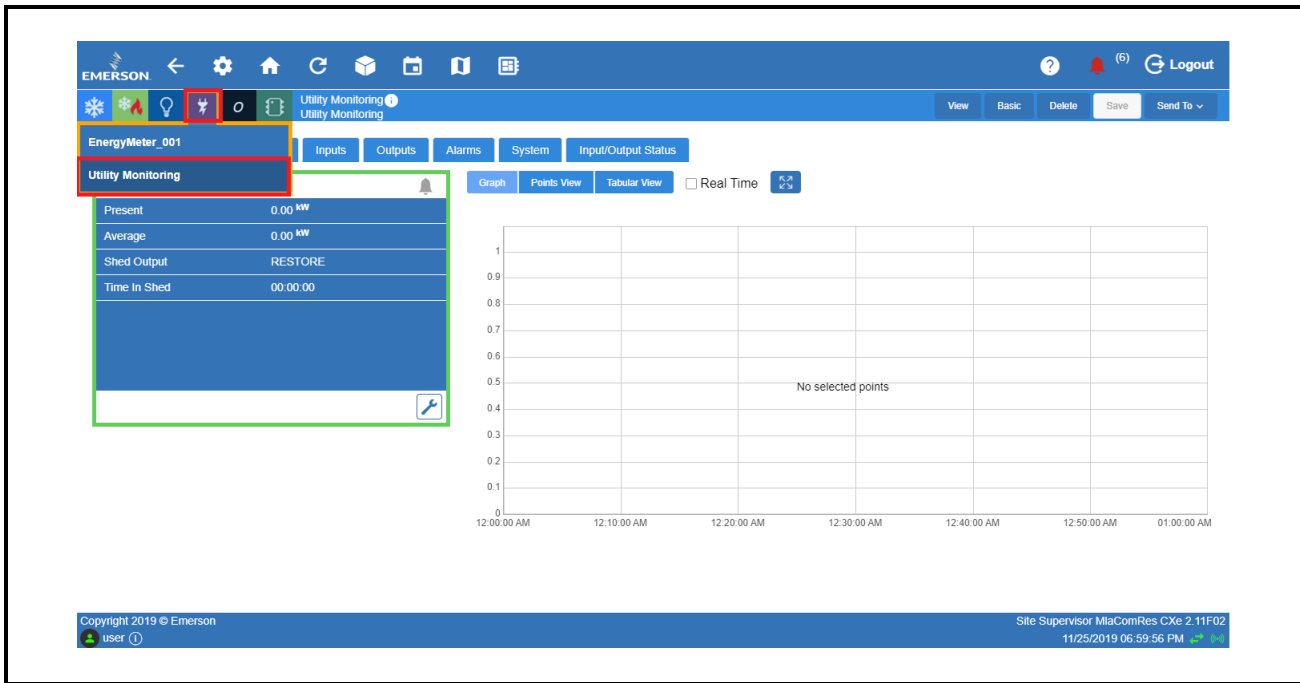 EMERSON
(6) Logout
o
Utility Monitoring
Utility Monitoring
View Basic Delete Save Send To
EnergyMeter_001
Utility Monitoring
Inputs Outputs Alarms System Input/Output Status
Graph Points View Tabular View Real Time
Present 0.00 kW
Average 0.00 kW
Shed Output RESTORE
Time In Shed 00:00:00
1
0.9
0.8
0.7
0.6
0.5
No selected points
0.4
0.3
0.2
0.1
0
12:00:00 AM 12:10:00 AM 12:20:00 AM 12:30:00 AM 12:40:00 AM 12:50:00 AM 01:00:00 AM
Copyright 2019 © Emerson
user
Site Supervisor MlaComRes CXe 2.11F02
11/25/2019 06:59:56 PM